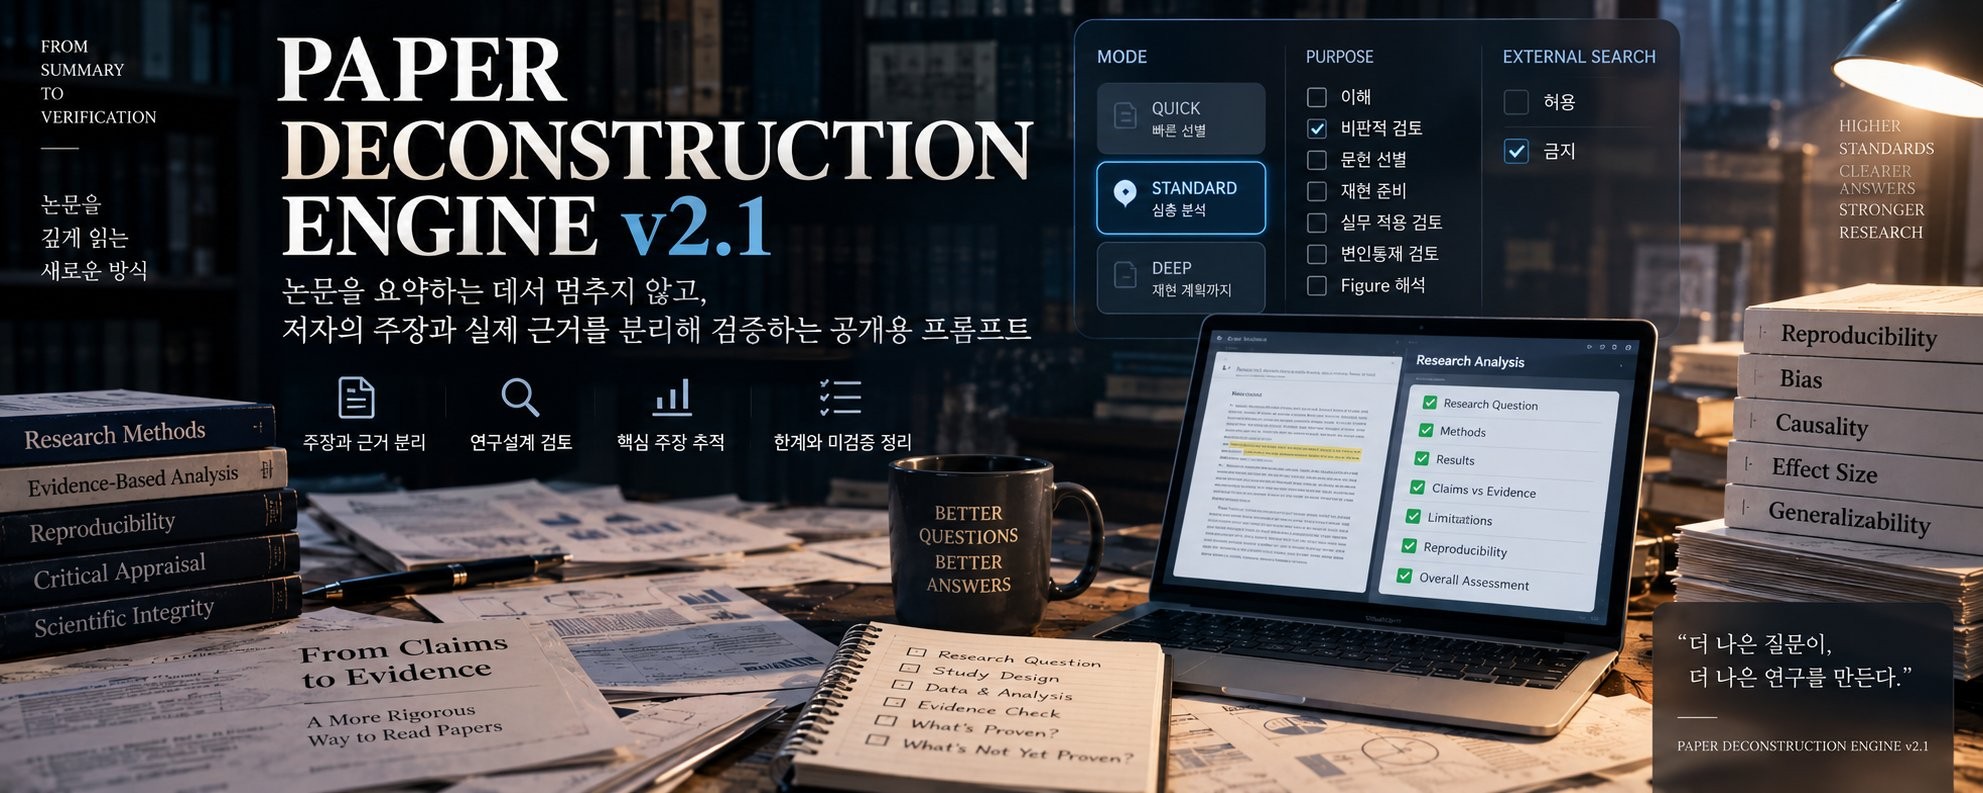 FROM
SUMMARY
TO
VERIFICATION
논문을
깊게 읽는
새로운 방식
PAPER
DECONSTRUCTION
ENGINE v2.1
논문을 요약하는 데서 멈추지 않고,
저자의 주장과 실제 근거를 분리해 검증하는 공개용 프롬프트
주장과 근거 분리
연구설계 검토
핵심 주장 추적
한계와 미검증 정리
MODE
QUICK
빠른 선별
STANDARD
심층 분석
DEEP
재현 계획까지
PURPOSE
이해
비판적 검토
문헌 선별
재현 준비
실무 적용 검토
변인통제 검토
Figure 해석
EXTERNAL SEARCH
허용
금지
HIGHER
STANDARDS
CLEARER
ANSWERS
STRONGER
RESEARCH
Research Methods
Evidence-Based Analysis
Reproducibility
Critical Appraisal
Scientific Integrity
From Claims
to Evidence
A More Rigorous
Way to Read Papers
BETTER
QUESTIONS
BETTER
ANSWERS
Research Question
Study Design
Data & Analysis
Evidence Check
What's Proven?
What's Not Yet Proven?
Research Analysis
Research Question
Methods
Results
Claims vs Evidence
Limitations
Reproducibility
Overall Assessment
Reproducibility
Bias
Causality
Effect Size
Generalizability
“더 나은 질문이,
더 나은 연구를 만든다.”
PAPER DECONSTRUCTION ENGINE v2.1